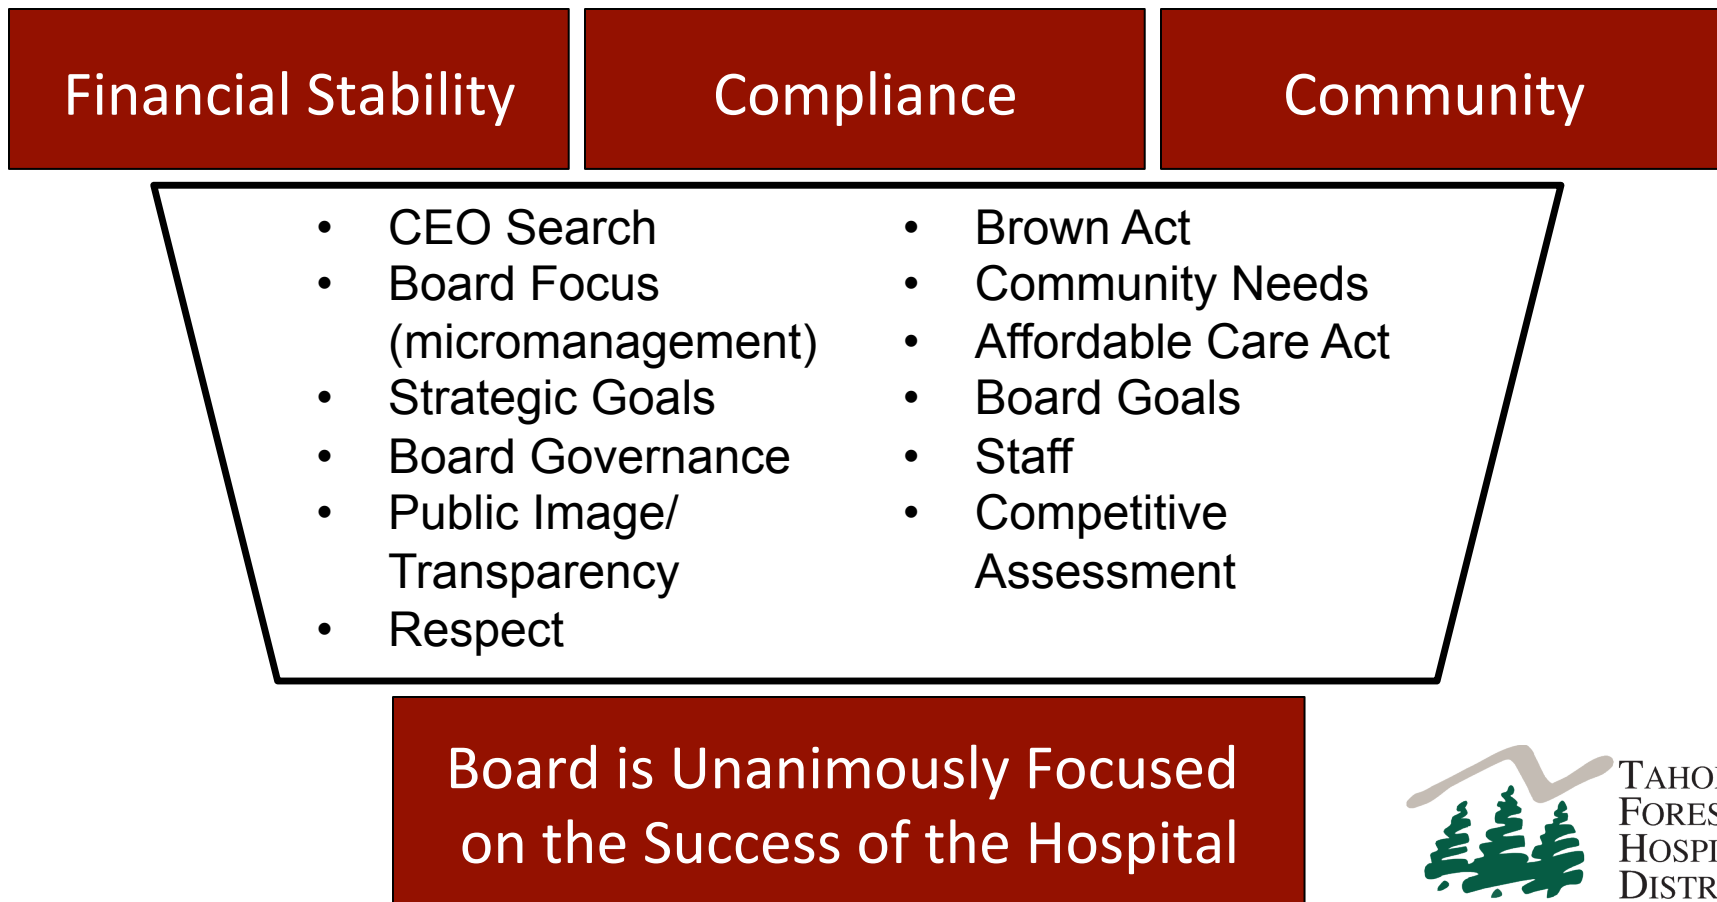 Financial Stability
Compliance
Community
• CEO Search
• Board Focus
(micromanagement)
• Strategic Goals
• Board Governance
• Public Image/
Transparency
• Respect
• Brown Act
• Community Needs
• Affordable Care Act
• Board Goals
• Staff
• Competitive
Assessment
Board is Unanimously Focused
on the Success of the Hospital